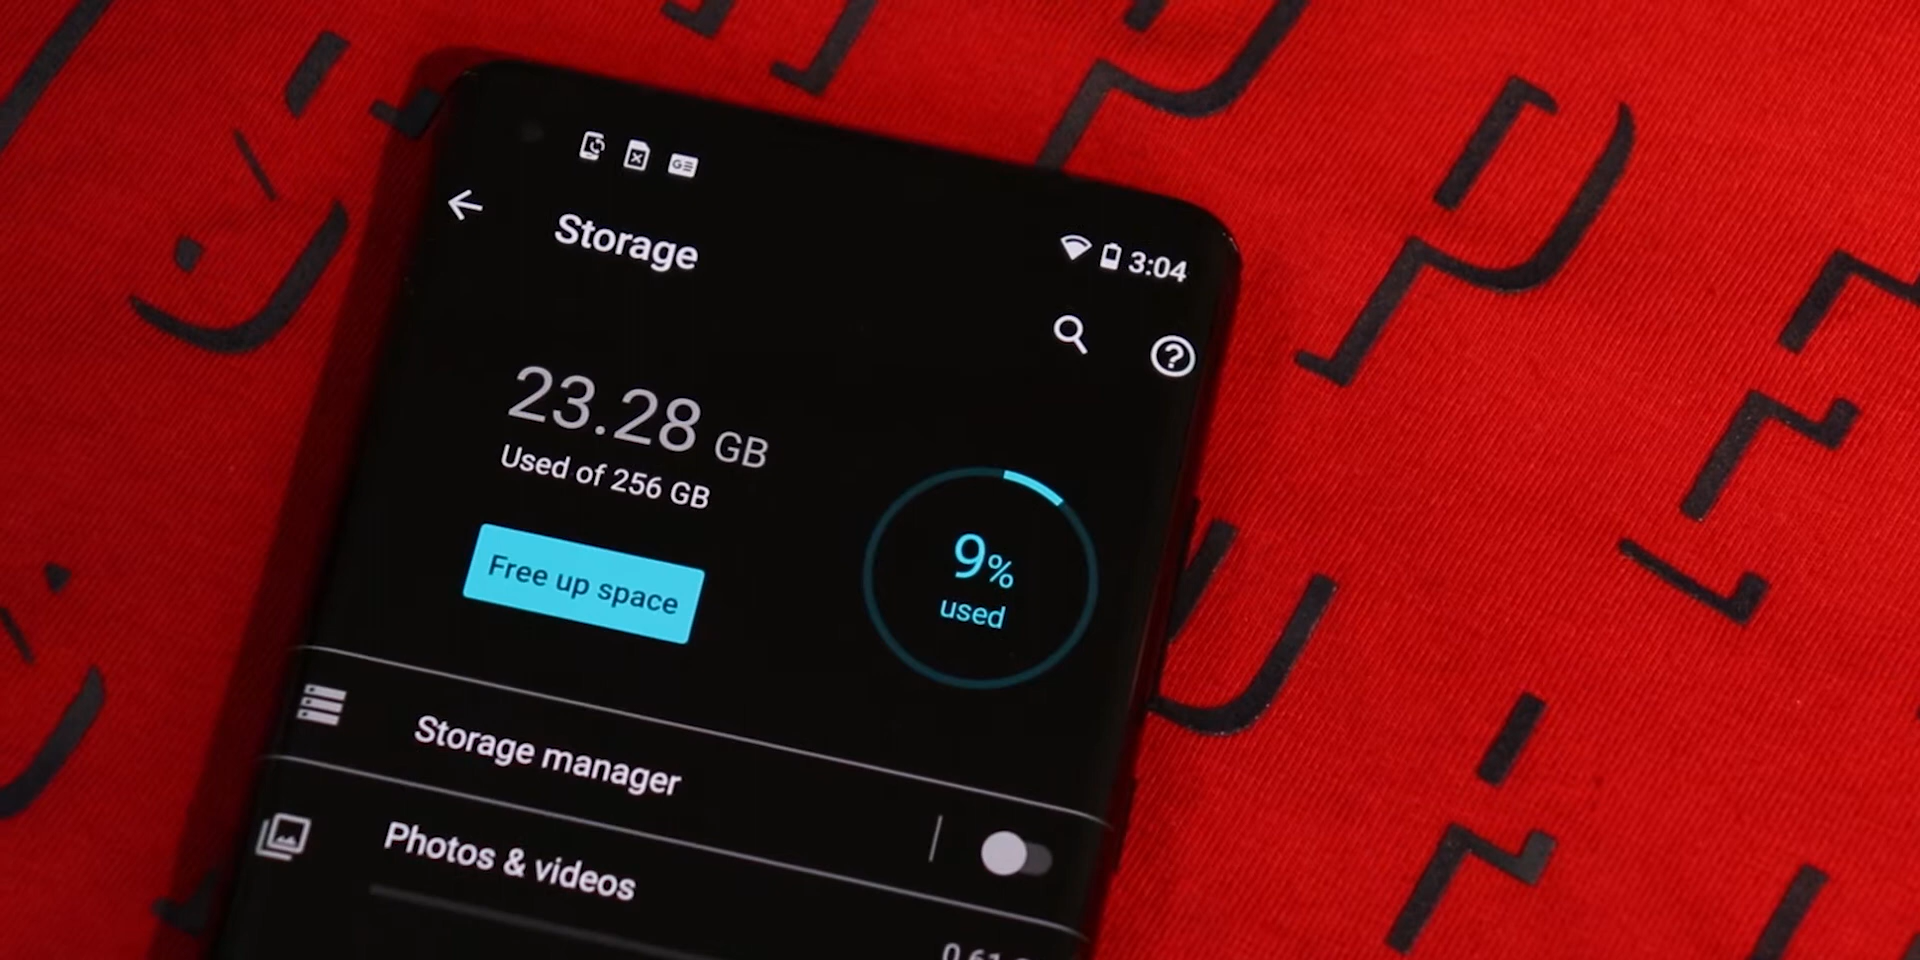 3:04
Storage
23.28 GB
Used of 256 GB
Free up space
9%
used
Storage manager
Photos & videos